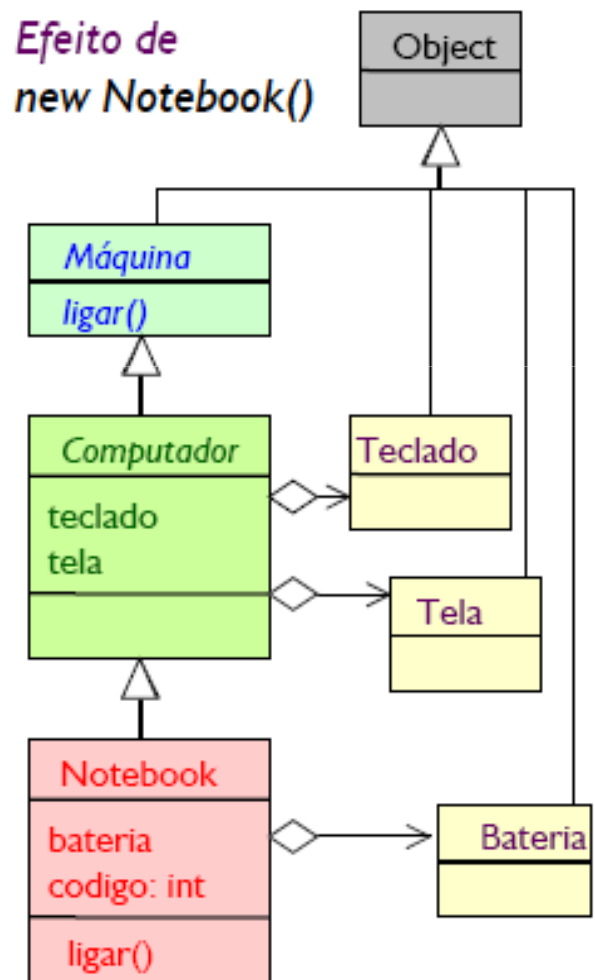 Efeito de
new Notebook()
Object
Máquina
ligar()
Computador
teclado
tela
Teclado
Tela
Notebook
bateria
codigo: int
ligar()
Bateria